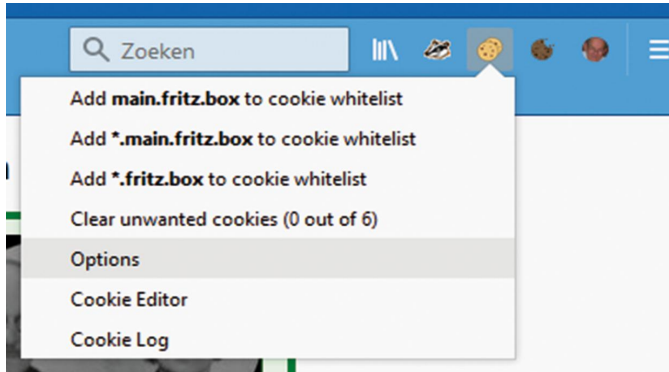 Zoeken
Add main.fritz.box to cookie whitelist
Add *.main.fritz.box to cookie whitelist
Add *.fritz.box to cookie whitelist
Clear unwanted cookies (0 out of 6)
Options
Cookie Editor
Cookie Log